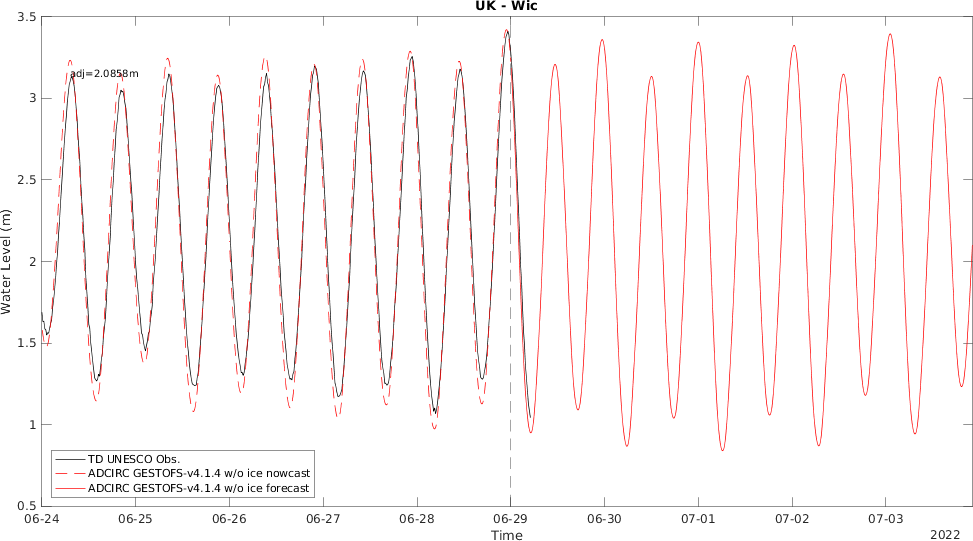 UK - Wic
3.5
adj=2.0858m
3
2.5
2
1.5
1
0.5
Water Level (m)
TD UNESCO Obs.
ADCIRC GESTOFS-v4.1.4 w/o ice nowcast
ADCIRC GESTOFS-v4.1.4 w/o ice forecast
06-24 06-25 06-26 06-27 06-28 06-29 06-30 07-01 07-02 07-03
Time
2022